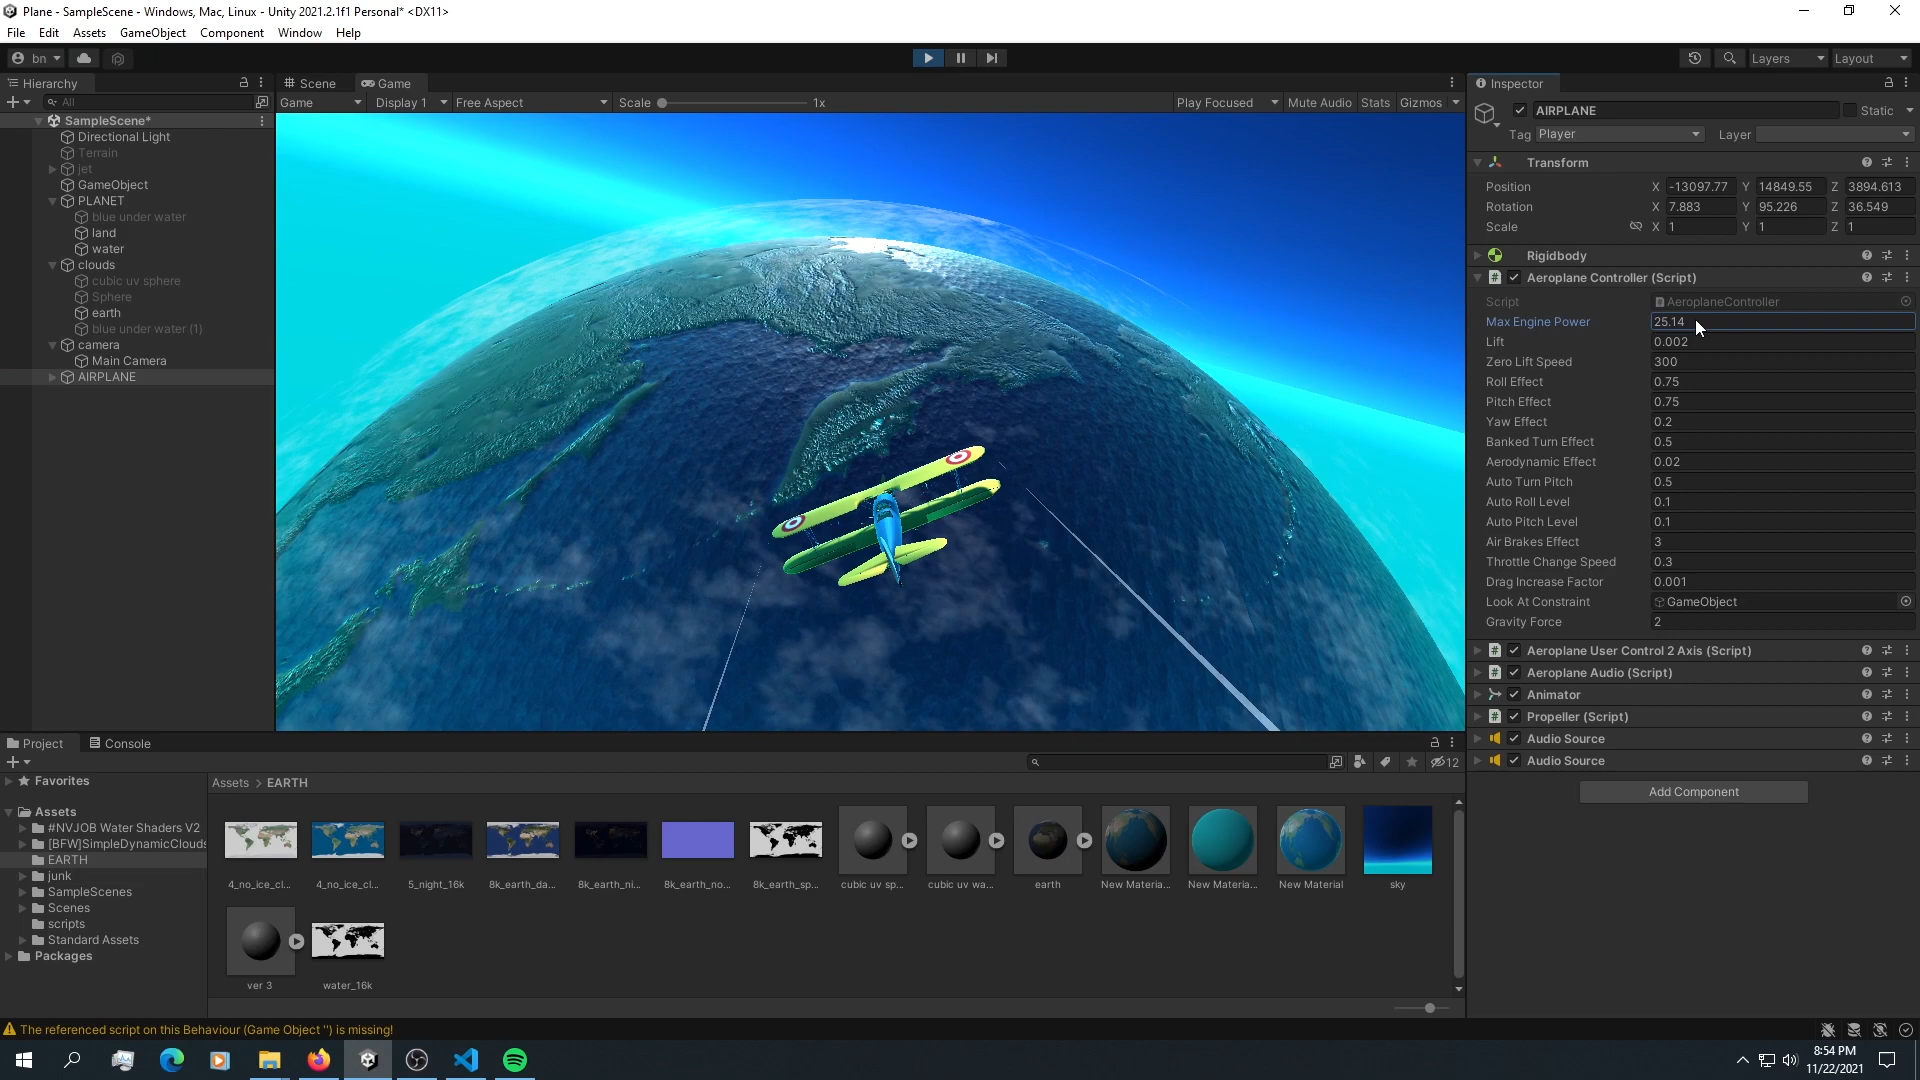 Plane - SampleScene - Windows, Mac, Linux - Unity 2021.2.1f1 Personal* <DX11>
File Edit Assets GameObject Component Window Help
bn
Layers Layout
Hierarchy
All
SampleScene*
Directional Light
Terrain
jet
GameObject
PLANET
blue under water
land
water
clouds
cubic uv sphere
Sphere
earth
blue under water (1)
camera
Main Camera
AIRPLANE
Scene Game
Game Display 1 Free Aspect Scale 1x Play Focused Mute Audio Stats Gizmos
Inspector
AIRPLANE Static
Tag Player Layer
Transform
Position X -13097.77 Y 14849.55 Z 3894.613
Rotation X 7.883 Y 95.226 Z 36.549
Scale X 1 Y 1 Z 1
Rigidbody
Aeroplane Controller (Script)
Script AeroplaneController
Max Engine Power 25.14
Lift 0.002
Zero Lift Speed 300
Roll Effect 0.75
Pitch Effect 0.75
Yaw Effect 0.2
Banked Turn Effect 0.5
Aerodynamic Effect 0.02
Auto Turn Pitch 0.5
Auto Roll Level 0.1
Auto Pitch Level 0.1
Air Brakes Effect 3
Throttle Change Speed 0.3
Drag Increase Factor 0.001
Look At Constraint GameObject
Gravity Force 2
Aeroplane User Control 2 Axis (Script)
Aeroplane Audio (Script)
Animator
Propeller (Script)
Audio Source
Audio Source
Add Component
Project Console
12
Favorites
Assets
#NVJOB Water Shaders V2
[BFW]SimpleDynamicClouds
EARTH
junk
SampleScenes
Scenes
scripts
Standard Assets
Packages
Assets > EARTH
4_no_ice_cl... 4_no_ice_cl... 5_night_16k 8k_earth_da... 8k_earth_ni... 8k_earth_no... 8k_earth_sp... cubic uv sp... cubic uv wa... earth New Materia... New Materia... New Material sky
ver 3 water_16k
The referenced script on this Behaviour (Game Object '') is missing!
8:54 PM
11/22/2021